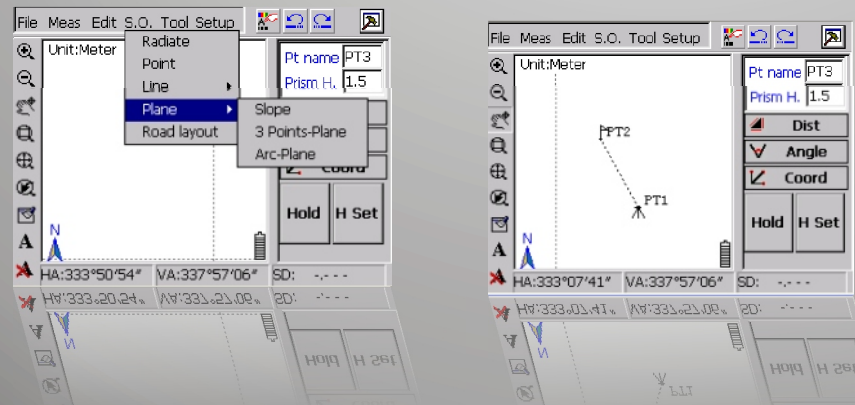 File Meas Edit S.O. Tool Setup
Unit:Meter
Radiate
Point
Line
Plane
Road layout
Slope
3 Points-Plane
Arc-Plane
Pt name PT3
Prism H. 1.5
Coord
Hold H Set
N
A
HA:333°50'54" VA:337°57'06" SD: -.- - -
File Meas Edit S.O. Tool Setup
Unit:Meter
Pt name PT3
Prism H. 1.5
Dist
Angle
Coord
Hold H Set
PT2
PT1
N
A
HA:333°07'41" VA:337°57'06" SD: -.- - -